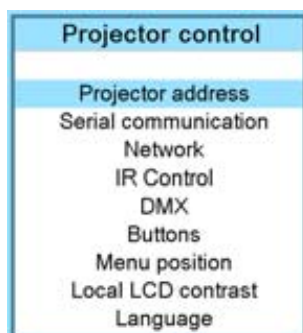 Projector control
Projector address
Serial communication
Network
IR Control
DMX
Buttons
Menu position
Local LCD contrast
Language